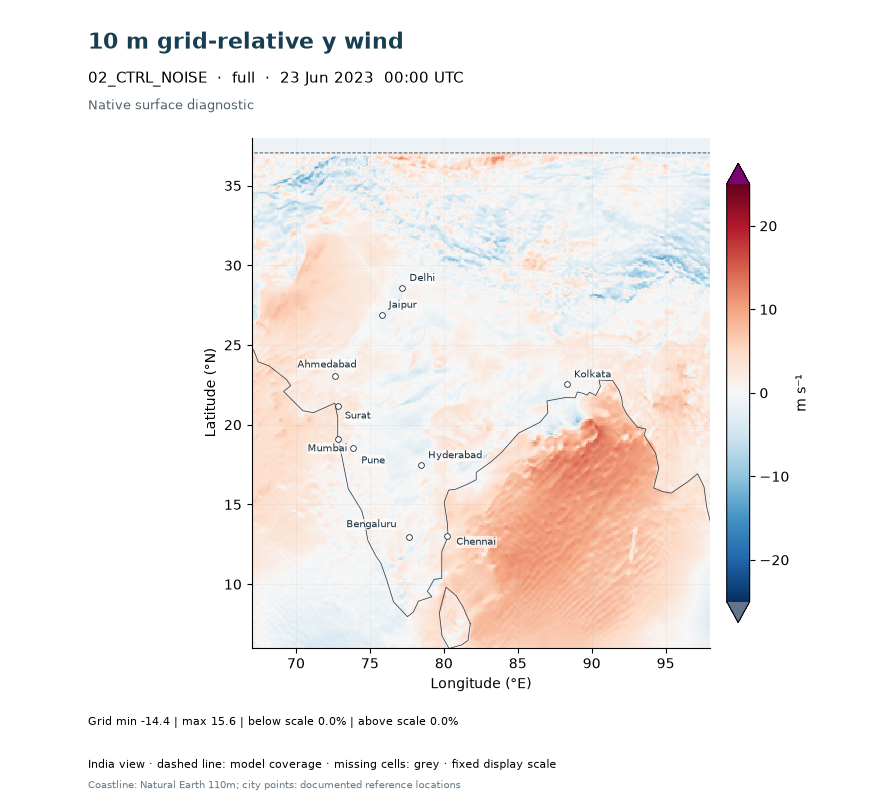 10 m grid-relative y wind
02_CTRL_NOISE · full · 23 Jun 2023 00:00 UTC
Native surface diagnostic
35
30
25
20
15
10
Latitude (°N)
Delhi
Jaipur
Ahmedabad
Kolkata
Surat
Mumbai
Pune
Hyderabad
Bengaluru
Chennai
70
75
80
85
90
95
Longitude (°E)
20
10
0
−10
−20
m s⁻¹
Grid min -14.4 | max 15.6 | below scale 0.0% | above scale 0.0%
India view · dashed line: model coverage · missing cells: grey · fixed display scale
Coastline: Natural Earth 110m; city points: documented reference locations